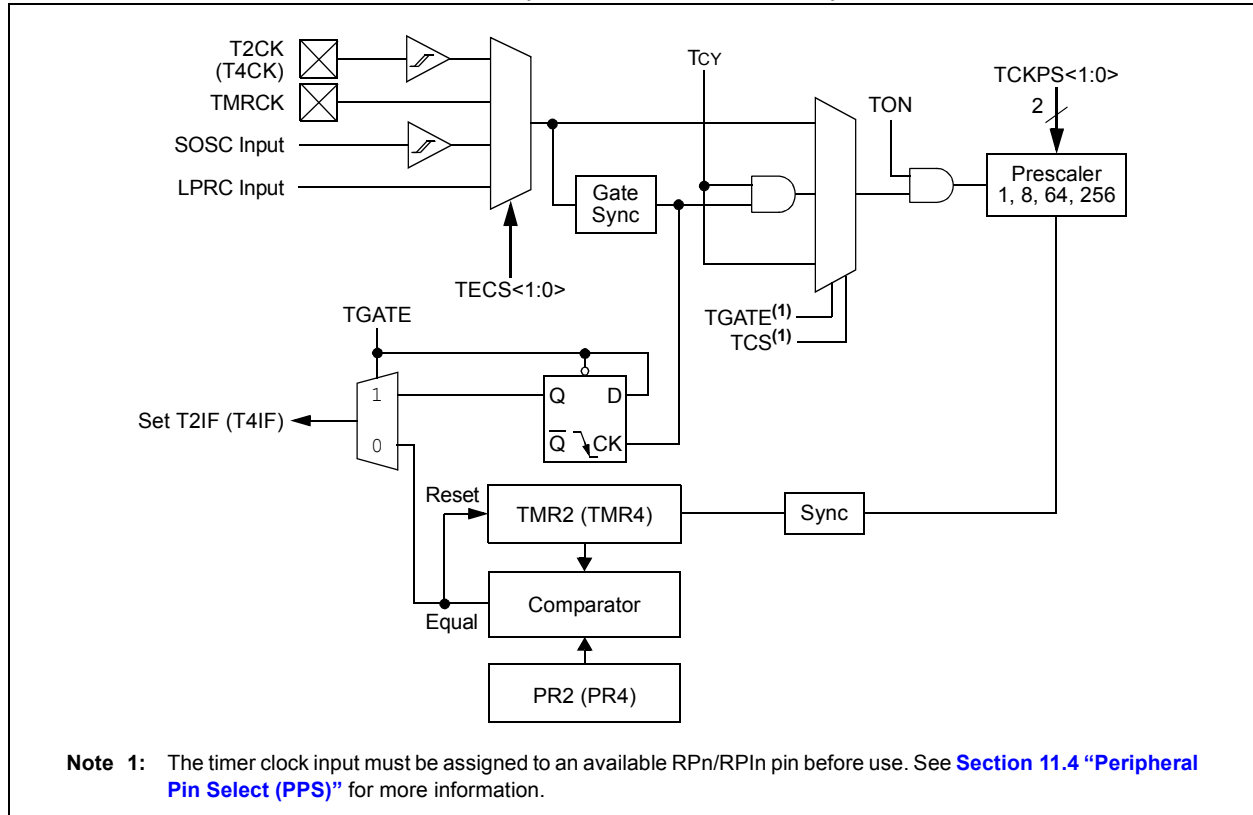 T2CK
(T4CK)
TMRCK
SOSC Input
LPRC Input
TECS<1:0>
Gate
Sync
TCY
TON
TCKPS<1:0>
2
Prescaler
1, 8, 64, 256
TGATE(1)
TCS(1)
TGATE
1
0
Set T2IF (T4IF)
Q D
Q CK
Reset
TMR2 (TMR4)
Sync
Comparator
Equal
PR2 (PR4)
Note 1: The timer clock input must be assigned to an available RPn/RPIn pin before use. See Section 11.4 “Peripheral
Pin Select (PPS)” for more information.